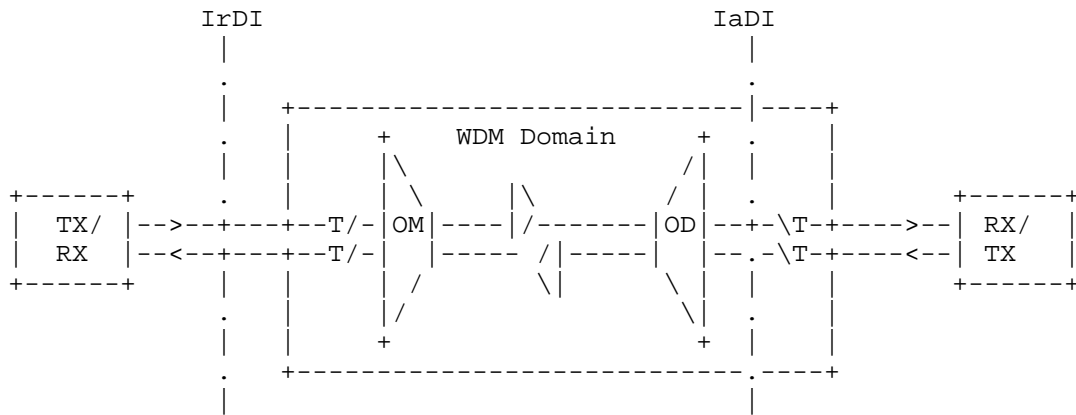 IrDI IaDI
WDM Domain
TX/ T/ OM OD \T RX/
RX T/ \T TX